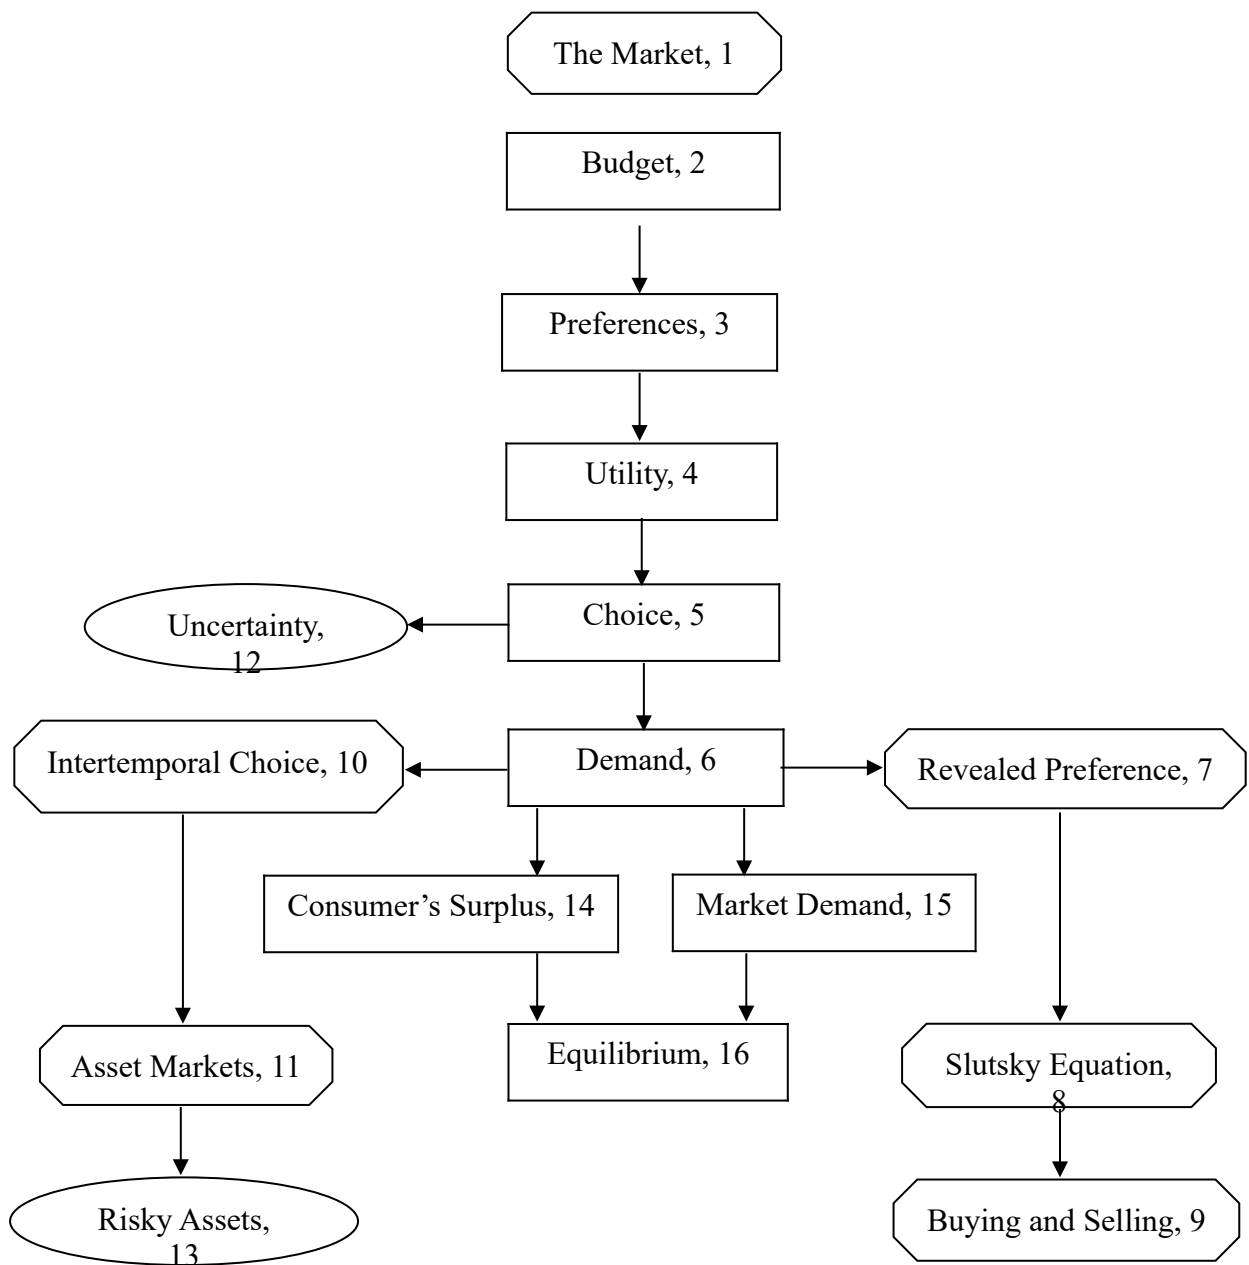 The Market, 1
Budget, 2
Preferences, 3
Utility, 4
Choice, 5
Uncertainty,
12
Demand, 6
Intertemporal Choice, 10
Revealed Preference, 7
Consumer’s Surplus, 14
Market Demand, 15
Equilibrium, 16
Asset Markets, 11
Slutsky Equation,
8
Risky Assets,
13
Buying and Selling, 9